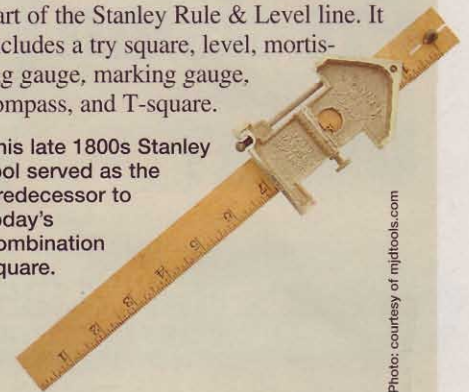 art of the Stanley Rule & Level line. It
cludes a try square, level, mortis-
g gauge, marking gauge,
ompass, and T-square.
his late 1800s Stanley
ool served as the
redecessor to
oday's
ombination
quare.
Photo: courtesy of mjdtools.com